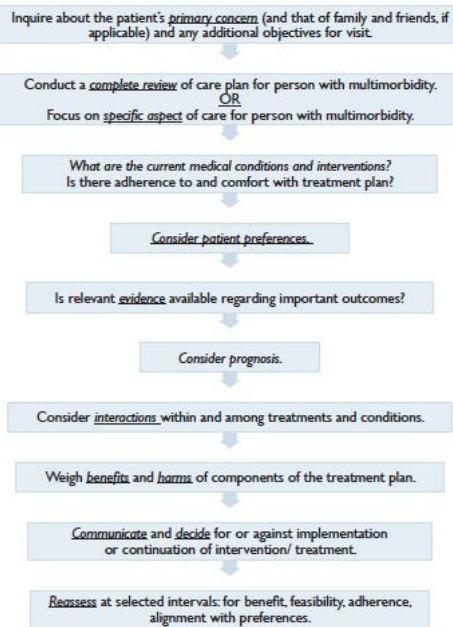 Inquire about the patient's primary concern (and that of family and friends, if
applicable) and any additional objectives for visit.
Conduct a complete review of care plan for person with multimorbidity.
OR
Focus on specific aspect of care for person with multimorbidity.
What are the current medical conditions and interventions?
Is there adherence to and comfort with treatment plan?
Consider patient preferences.
Is relevant evidence available regarding important outcomes?
Consider prognosis.
Consider interactions within and among treatments and conditions.
Weigh benefits and harms of components of the treatment plan.
Communicate and decide for or against implementation
or continuation of intervention/ treatment.
Reassess at selected intervals: for benefit, feasibility, adherence,
alignment with preferences.